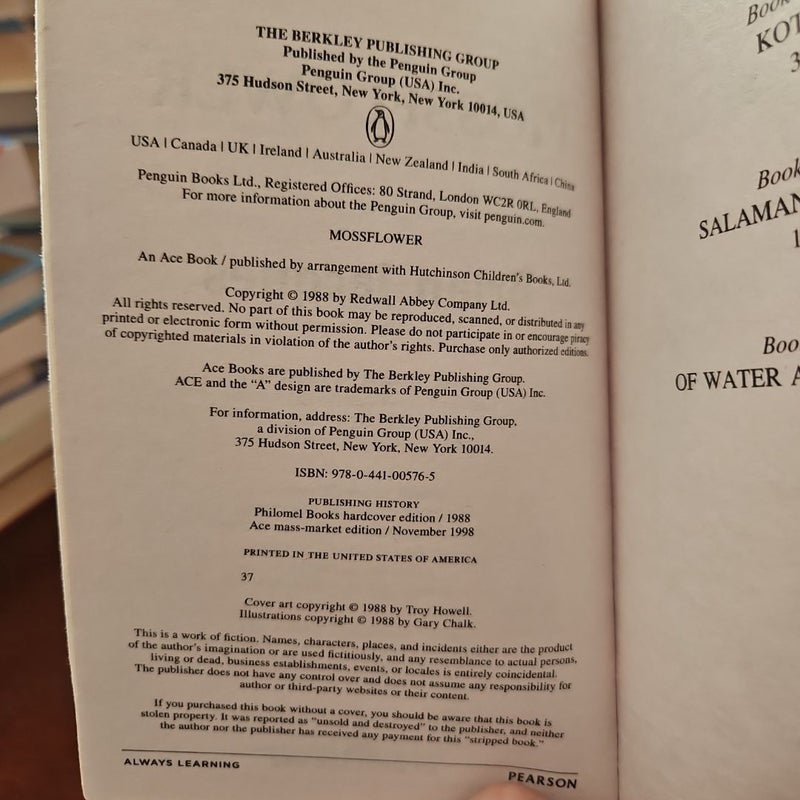 THE BERKLEY PUBLISHING GROUP
Published by the Penguin Group
Penguin Group (USA) Inc.
375 Hudson Street, New York, New York 10014, USA
USA | Canada | UK | Ireland | Australia | New Zealand | India | South Africa | China
Penguin Books Ltd., Registered Offices: 80 Strand, London WC2R 0RL, England
For more information about the Penguin Group, visit penguin.com.
MOSSFLOWER
An Ace Book / published by arrangement with Hutchinson Children's Books, Ltd.
Copyright © 1988 by Redwall Abbey Company Ltd.
All rights reserved. No part of this book may be reproduced, scanned, or distributed in any
printed or electronic form without permission. Please do not participate in or encourage piracy
of copyrighted materials in violation of the author's rights. Purchase only authorized editions.
Ace Books are published by The Berkley Publishing Group.
ACE and the "A" design are trademarks of Penguin Group (USA) Inc.
For information, address: The Berkley Publishing Group,
a division of Penguin Group (USA) Inc.,
375 Hudson Street, New York, New York 10014.
ISBN: 978-0-441-00576-5
PUBLISHING HISTORY
Philomel Books hardcover edition / 1988
Ace mass-market edition / November 1998
PRINTED IN THE UNITED STATES OF AMERICA
37
Cover art copyright © 1988 by Troy Howell.
Illustrations copyright © 1988 by Gary Chalk.
This is a work of fiction. Names, characters, places, and incidents either are the product
of the author's imagination or are used fictitiously, and any resemblance to actual persons,
living or dead, business establishments, events, or locales is entirely coincidental.
The publisher does not have any control over and does not assume any responsibility for
author or third-party websites or their content.
If you purchased this book without a cover, you should be aware that this book is
stolen property. It was reported as "unsold and destroyed" to the publisher, and neither
the author nor the publisher has received any payment for this "stripped book."
ALWAYS LEARNING
PEARSON
Book
KOT
3
Book
SALAMAN
1
Boo
OF WATER A